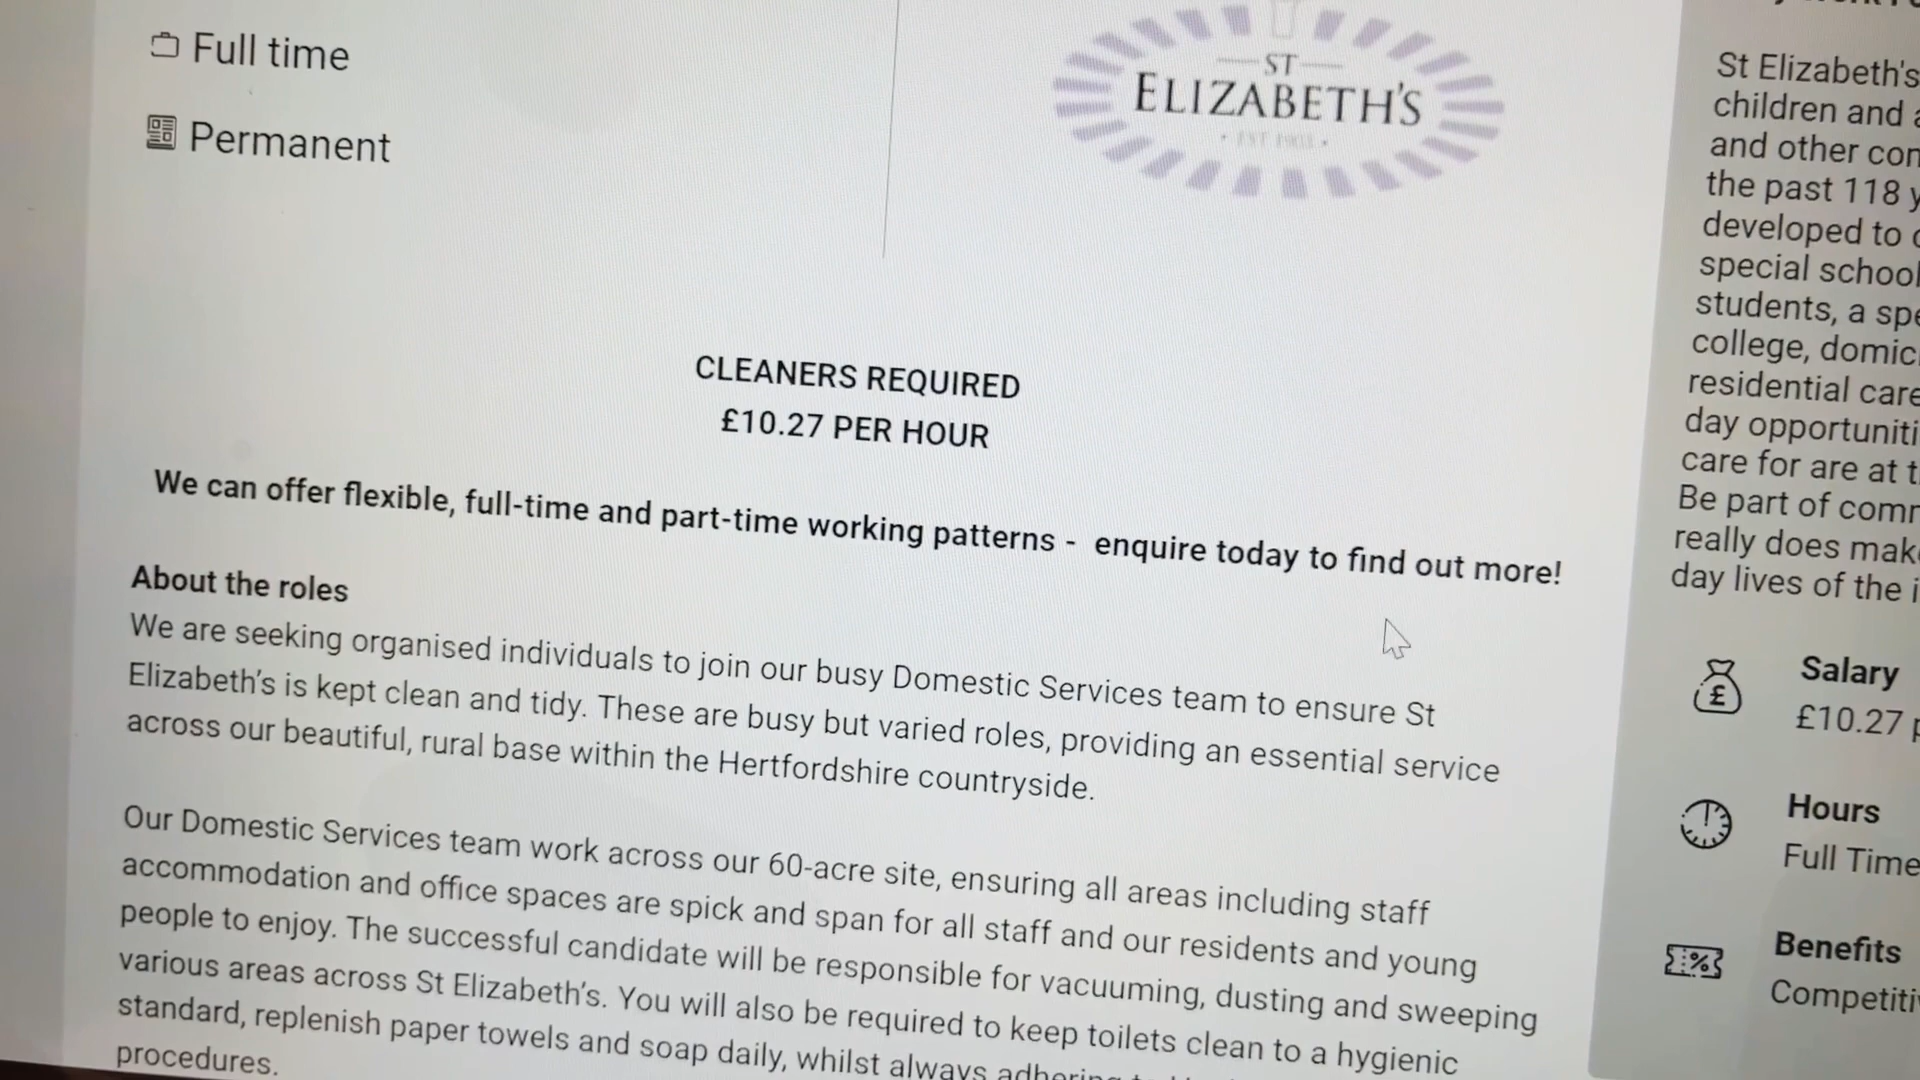 Full time
Permanent
ST
ELIZABETH'S
CLEANERS REQUIRED
£10.27 PER HOUR
We can offer flexible, full-time and part-time working patterns - enquire today to find out more!
About the roles
We are seeking organised individuals to join our busy Domestic Services team to ensure St
Elizabeth's is kept clean and tidy. These are busy but varied roles, providing an essential service
across our beautiful, rural base within the Hertfordshire countryside.
Our Domestic Services team work across our 60-acre site, ensuring all areas including staff
accommodation and office spaces are spick and span for all staff and our residents and young
people to enjoy. The successful candidate will be responsible for vacuuming, dusting and sweeping
various areas across St Elizabeth's. You will also be required to keep toilets clean to a hygienic
standard, replenish paper towels and soap daily, whilst always adhering
procedures.
St Elizabeth's
children and
and other
the past 118
developed to
special school
students, a
college,
residential care
day
care for are at
Be part of
really does
day lives of the
Salary
£10.27
Hours
Full Time
Benefits